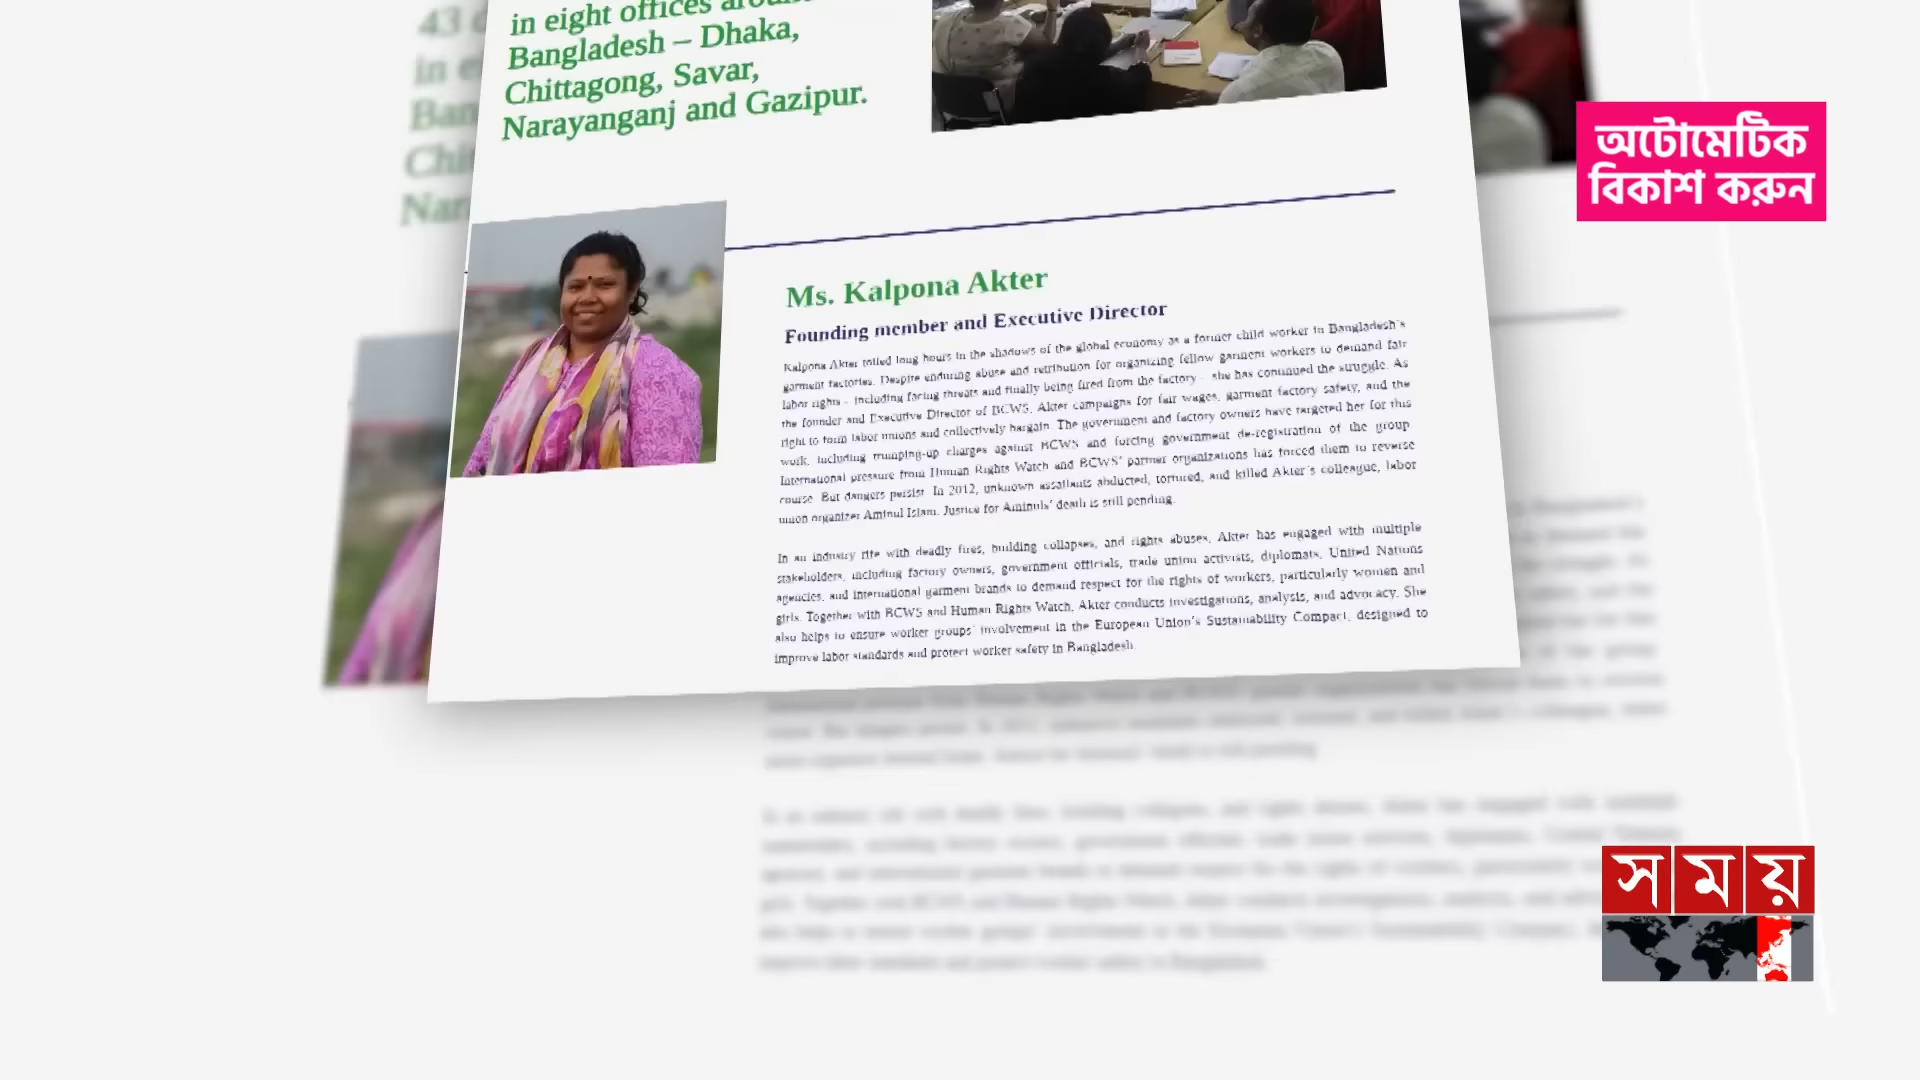 in eight offices around
Bangladesh – Dhaka,
Chittagong, Savar,
Narayanganj and Gazipur.
অটোমেটিক
বিকাশ করুন
Ms. Kalpona Akter
Founding member and Executive Director
Kalpona Akter toiled long hours in the shadows of the global economy as a former child worker in Bangladesh's
garment factories. Despite enduring abuse and retribution for organizing fellow garment workers to demand fair
labor rights - including facing threats and finally being fired from the factory - she has continued the struggle. As
the founder and Executive Director of BCWS, Akter campaigns for fair wages, garment factory safety, and the
right to form labor unions and collectively bargain. The government and factory owners have targeted her for this
work, including trumping-up charges against BCWS and forcing government de-registration of the group
International pressure from Human Rights Watch and BCWS' partner organizations has forced them to reverse
course. But dangers persist. In 2012, unknown assailants abducted, tortured, and killed Akter's colleague, labor
union organizer Aminul Islam. Justice for Aminuls' death is still pending.
In an industry rife with deadly fires, building collapses, and rights abuses, Akter has engaged with multiple
stakeholders, including factory owners, government officials, trade union activists, diplomats, United Nations
agencies, and international garment brands to demand respect for the rights of workers, particularly women and
girls. Together with BCWS and Human Rights Watch, Akter conducts investigations, analysis, and advocacy. She
also helps to ensure worker groups' involvement in the European Union's Sustainability Compact, designed to
improve labor standards and protect worker safety in Bangladesh.
সময়